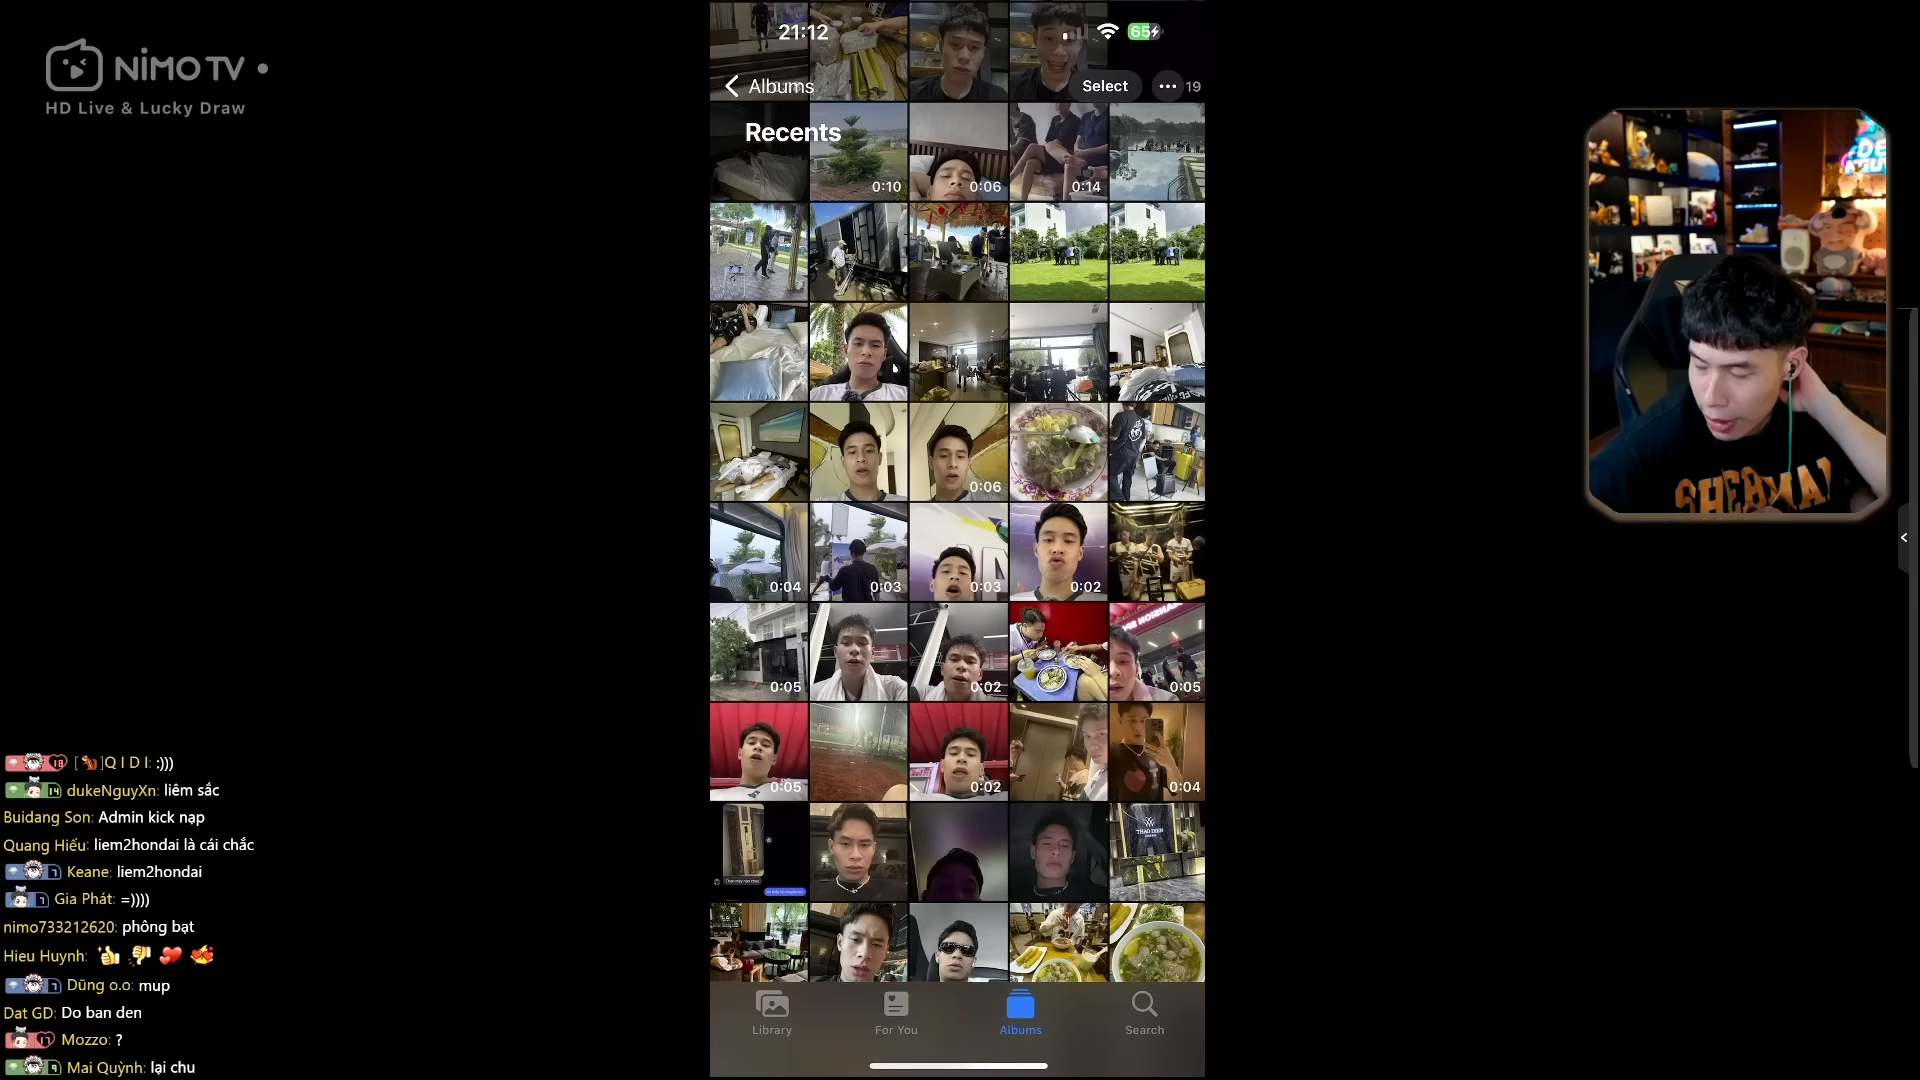 NIMO TV
HD Live & Lucky Draw
21:12
65
Albums
Select
19
Recents
0:10
0:06
0:14
0:06
0:04
0:03
0:03
0:02
0:05
0:02
0:05
0:05
0:02
0:04
THAO DIEN
SHERMAN
[🐿️]Q I D I: :)))
dukeNguyXn: liêm sắc
Buidang Son: Admin kick nạp
Quang Hiếu: liem2hondai là cái chắc
Keane: liem2hondai
Gia Phát: =))))
nimo733212620: phông bạt
Hieu Huynh: 👍 👎 ❤️ 🥰
Dũng o.o: mup
Dat GD: Do ban den
Mozzo: ?
Mai Quỳnh: lại chu
Library
For You
Albums
Search